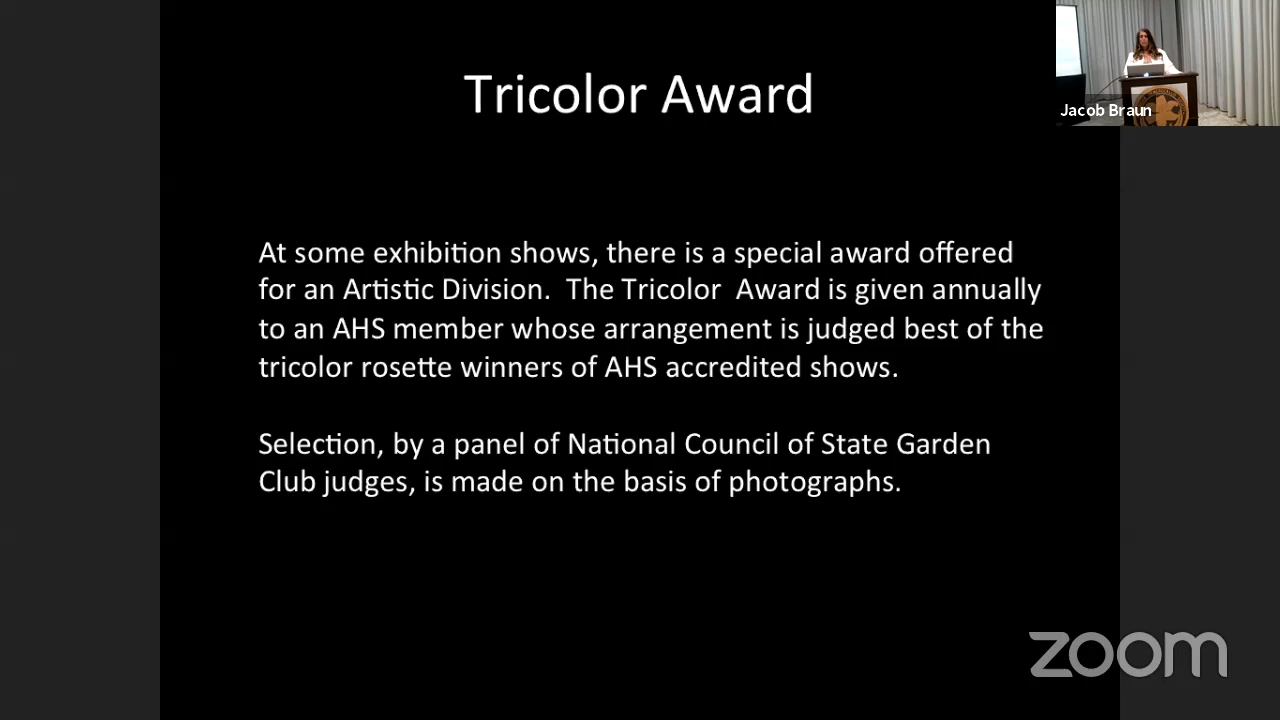 Tricolor Award
Jacob Braun
At some exhibition shows, there is a special award offered
for an Artistic Division.  The Tricolor  Award is given annually
to an AHS member whose arrangement is judged best of the
tricolor rosette winners of AHS accredited shows.
Selection, by a panel of National Council of State Garden
Club judges, is made on the basis of photographs.
zoom